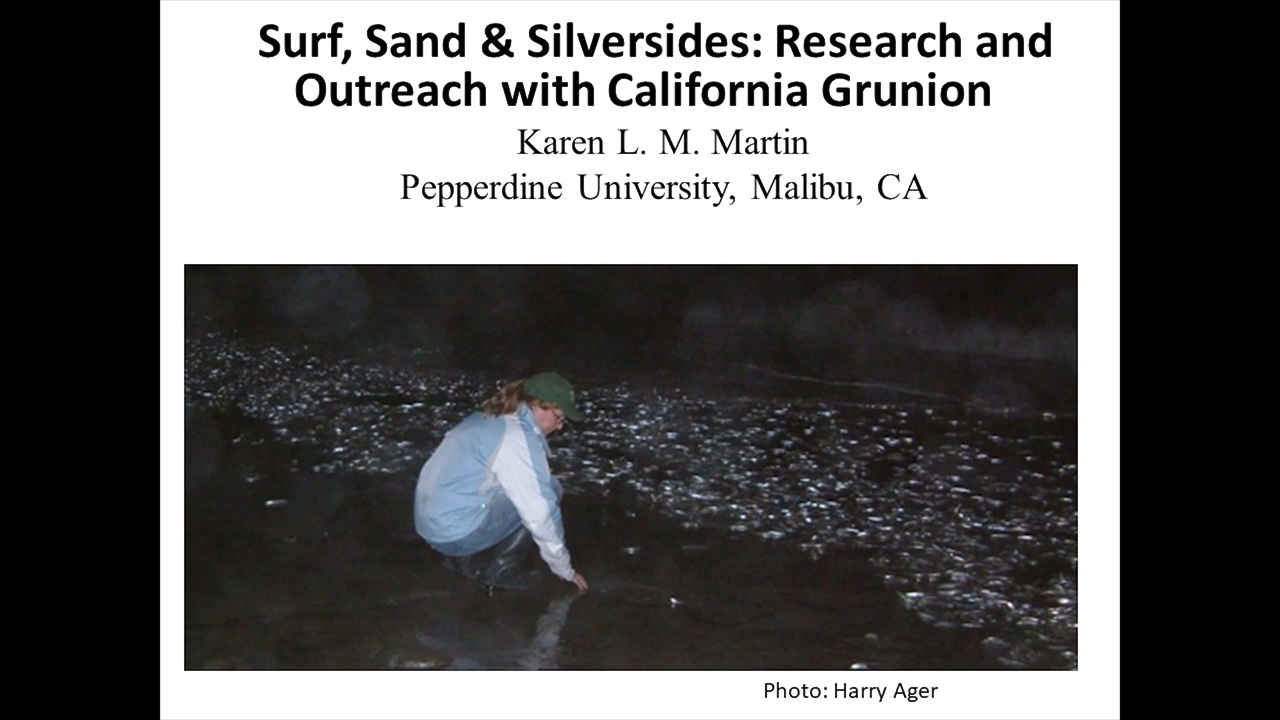 Surf, Sand & Silversides: Research and
Outreach with California Grunion
Karen L. M. Martin
Pepperdine University, Malibu, CA
Photo: Harry Ager